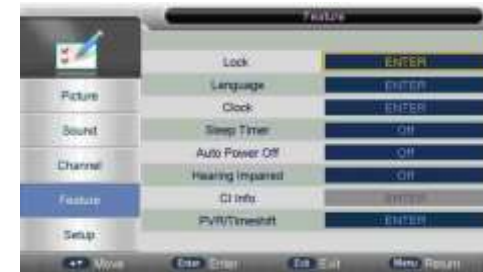 Feature
Lock ENTER
Language ENTER
Picture
Clock ENTER
Sound
Sleep Timer Off
Auto Power Off Off
Channel
Hearing Impaired Off
Feature
CI Info ENTER
PVR/Timeshift ENTER
Setup
Move Enter Enter Exit Exit Menu Return